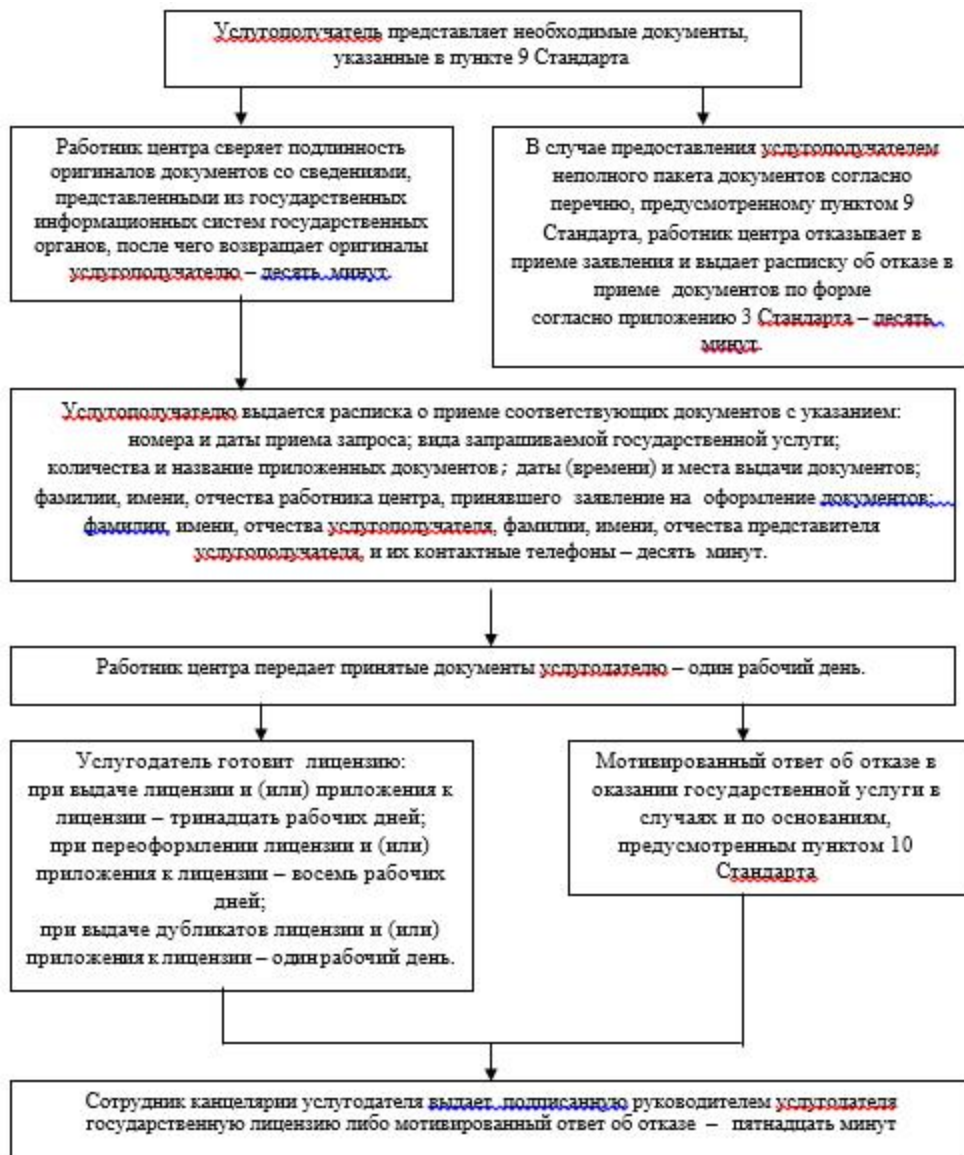 Услугополучатель представляет необходимые документы,
указанные в пункте 9 Стандарта
Работник центра сверяет подлинность
оригиналов документов со сведениями,
представленными из государственных
информационных систем государственных
органов, после чего возвращает оригиналы
услугополучателю – десять минут.
В случае предоставления услугополучателем
неполного пакета документов согласно
перечню, предусмотренному пунктом 9
Стандарта, работник центра отказывает в
приеме заявления и выдает расписку об отказе в
приеме документов по форме
согласно приложению 3 Стандарта – десять
минут.
Услугополучателю выдается расписка о приеме соответствующих документов с указанием:
номера и даты приема запроса; вида запрашиваемой государственной услуги;
количества и название приложенных документов; даты (времени) и места выдачи документов;
фамилии, имени, отчества работника центра, принявшего заявление на оформление документов;
фамилии, имени, отчества услугополучателя, фамилии, имени, отчества представителя
услугополучателя, и их контактные телефоны – десять минут.
Работник центра передает принятые документы услугодателю – один рабочий день.
Услугодатель готовит лицензию:
при выдаче лицензии и (или) приложения к
лицензии – тринадцать рабочих дней;
при переоформлении лицензии и (или)
приложения к лицензии – восемь рабочих
дней;
при выдаче дубликатов лицензии и (или)
приложения к лицензии – один рабочий день.
Мотивированный ответ об отказе в
оказании государственной услуги в
случаях и по основаниям,
предусмотренным пунктом 10
Стандарта
Сотрудник канцелярии услугодателя выдает подписанную руководителем услугодателя
государственную лицензию либо мотивированный ответ об отказе – пятнадцать минут